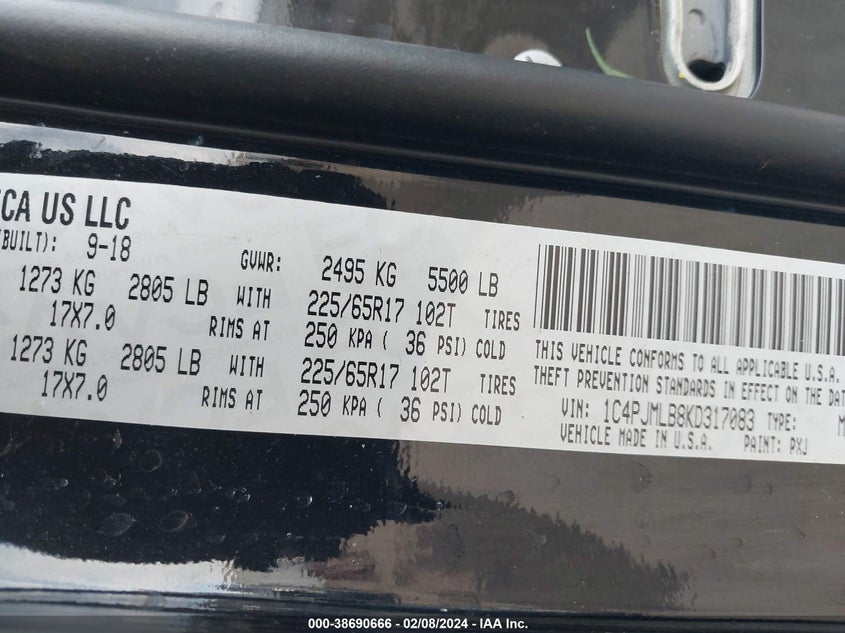 CA US LLC
BUILT): 9-18 GVWR: 2495 KG 5500 LB
1273 KG 2805 LB WITH 225/65R17 102T TIRES
17X7.0 RIMS AT 250 KPA ( 36 PSI) COLD
1273 KG 2805 LB WITH 225/65R17 102T TIRES
17X7.0 RIMS AT 250 KPA ( 36 PSI) COLD
THIS VEHICLE CONFORMS TO ALL APPLICABLE U.S.A.
THEFT PREVENTION STANDARDS IN EFFECT ON THE DAT
VIN: 1C4PJMLB8KD317083 TYPE: M
VEHICLE MADE IN U.S.A. PAINT: PXJ
000-38690666 - 02/08/2024 - IAA Inc.